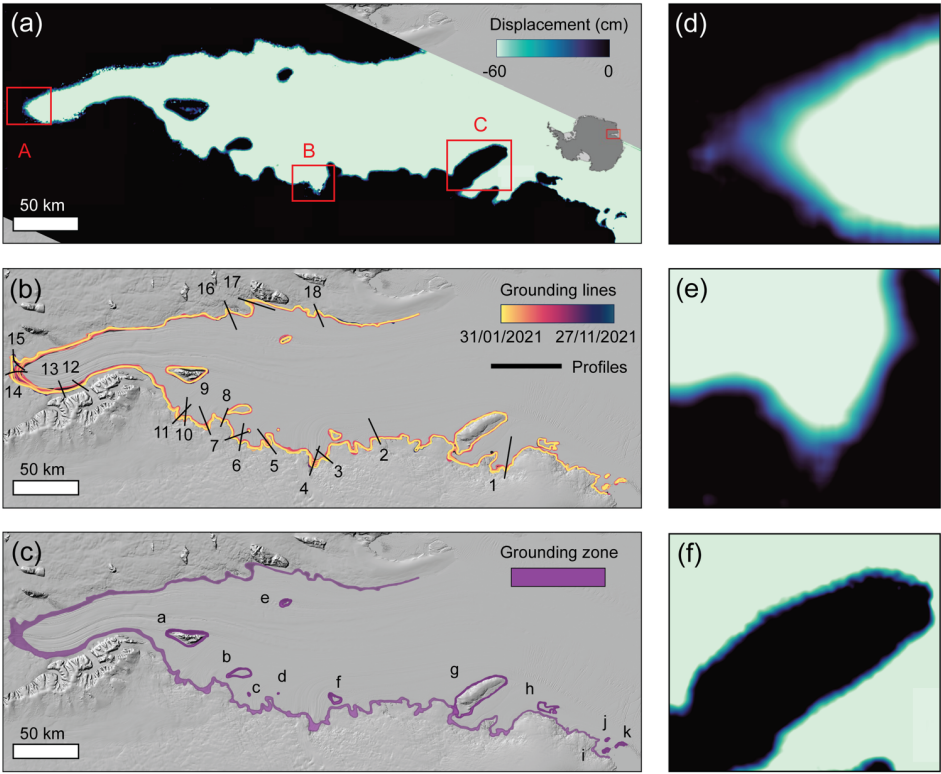 (a)
Displacement (cm)
-60 0
A
B
C
50 km
(d)
(b)
Grounding lines
31/01/2021 27/11/2021
Profiles
16 17 18
15
14
13 12
9
8
11 10
7
6
5
4
3
2
1
50 km
(e)
(c)
Grounding zone
a
e
b
c
d
f
g
h
j
k
i
50 km
(f)